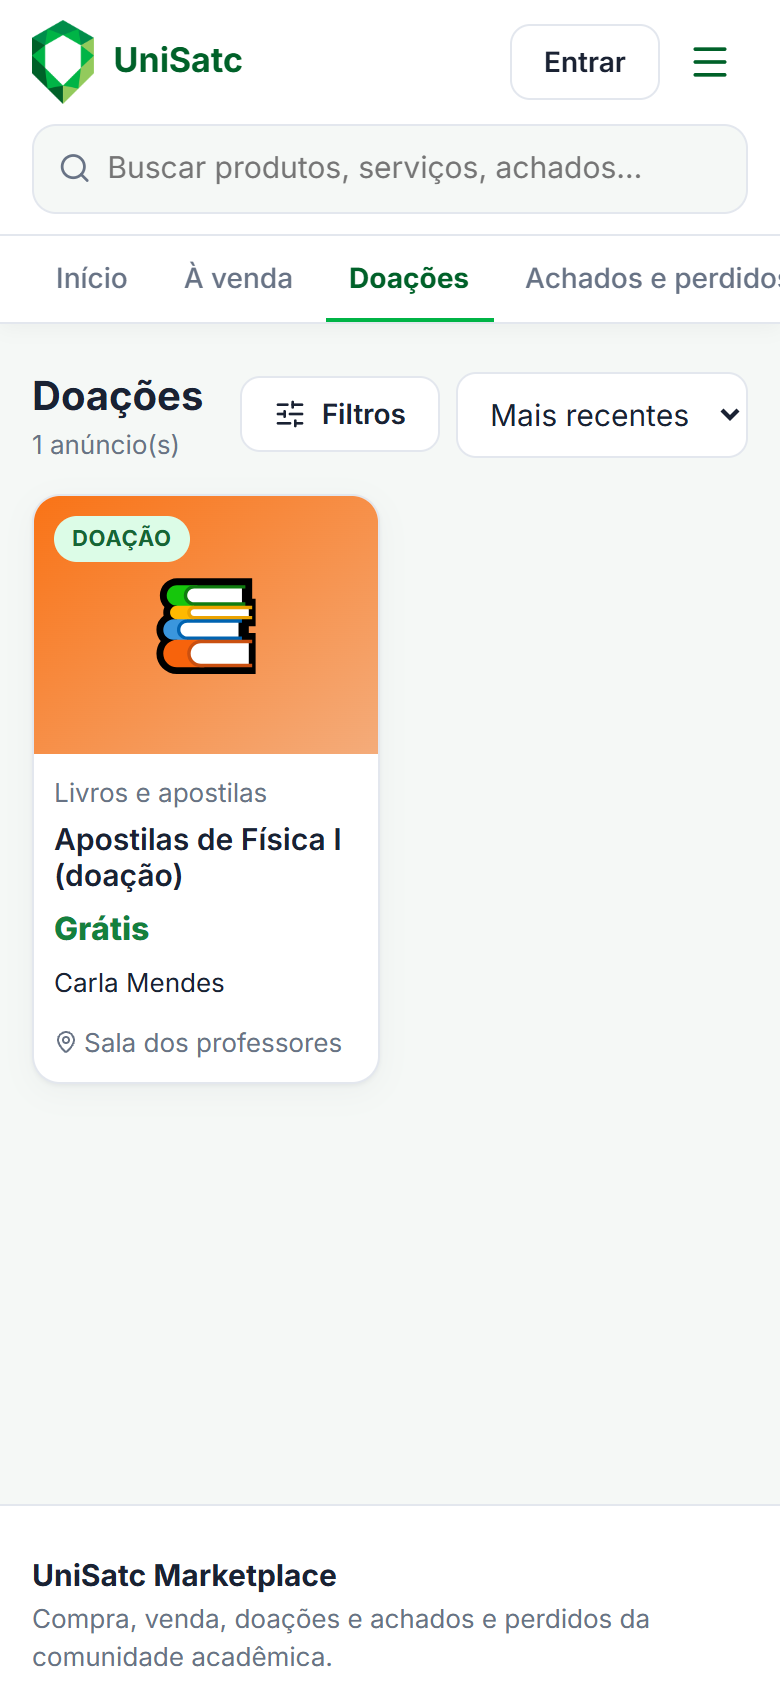 UniSatc
Entrar
Buscar produtos, serviços, achados...
Início
À venda
Doações
Achados e perdidos
Doações
1 anúncio(s)
Filtros
Mais recentes
DOAÇÃO
Livros e apostilas
Apostilas de Física I
(doação)
Grátis
Carla Mendes
Sala dos professores
UniSatc Marketplace
Compra, venda, doações e achados e perdidos da
comunidade acadêmica.